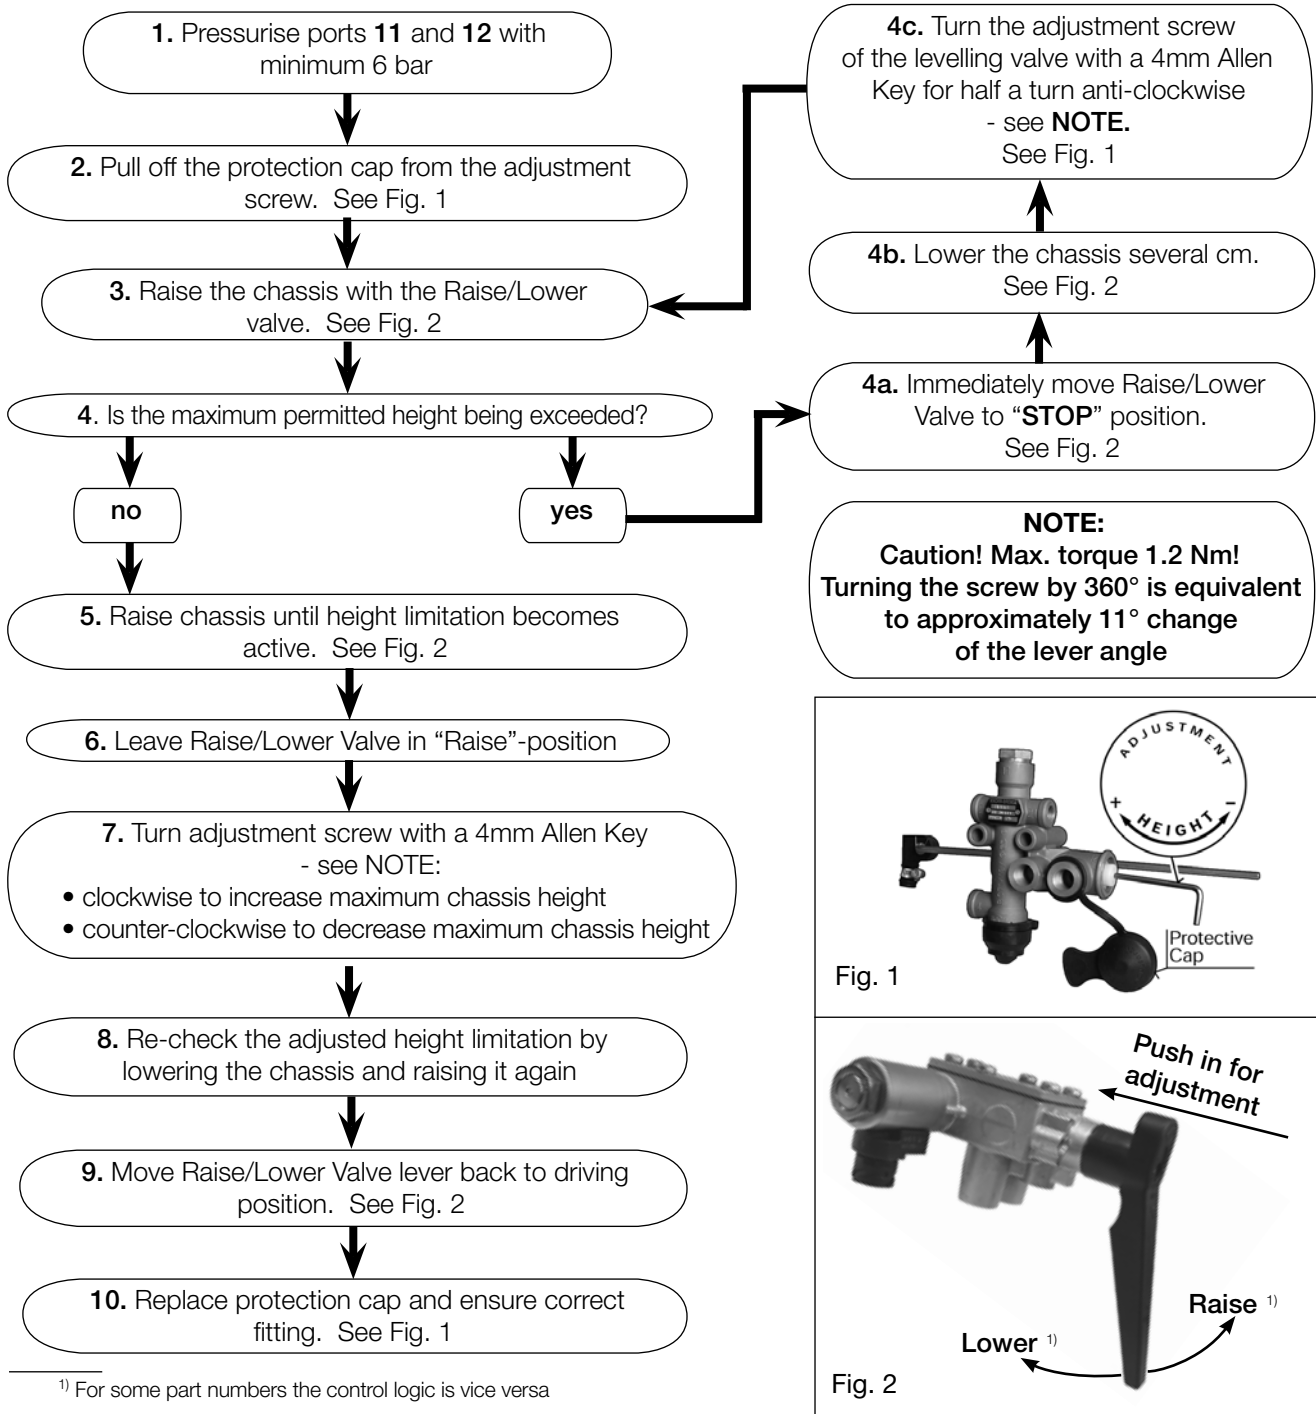 1. Pressurise ports 11 and 12 with
minimum 6 bar
2. Pull off the protection cap from the adjustment
screw. See Fig. 1
3. Raise the chassis with the Raise/Lower
valve. See Fig. 2
4. Is the maximum permitted height being exceeded?
no
yes
4a. Immediately move Raise/Lower
Valve to “STOP” position.
See Fig. 2
4b. Lower the chassis several cm.
See Fig. 2
4c. Turn the adjustment screw
of the levelling valve with a 4mm Allen
Key for half a turn anti-clockwise
- see NOTE.
See Fig. 1
5. Raise chassis until height limitation becomes
active. See Fig. 2
6. Leave Raise/Lower Valve in “Raise”-position
7. Turn adjustment screw with a 4mm Allen Key
- see NOTE:
• clockwise to increase maximum chassis height
• counter-clockwise to decrease maximum chassis height
8. Re-check the adjusted height limitation by
lowering the chassis and raising it again
9. Move Raise/Lower Valve lever back to driving
position. See Fig. 2
10. Replace protection cap and ensure correct
fitting. See Fig. 1
1) For some part numbers the control logic is vice versa
NOTE:
Caution! Max. torque 1.2 Nm!
Turning the screw by 360° is equivalent
to approximately 11° change
of the lever angle
ADJUSTMENT
+ HEIGHT −
Protective
Cap
Fig. 1
Push in for
adjustment
Raise 1)
Lower 1)
Fig. 2